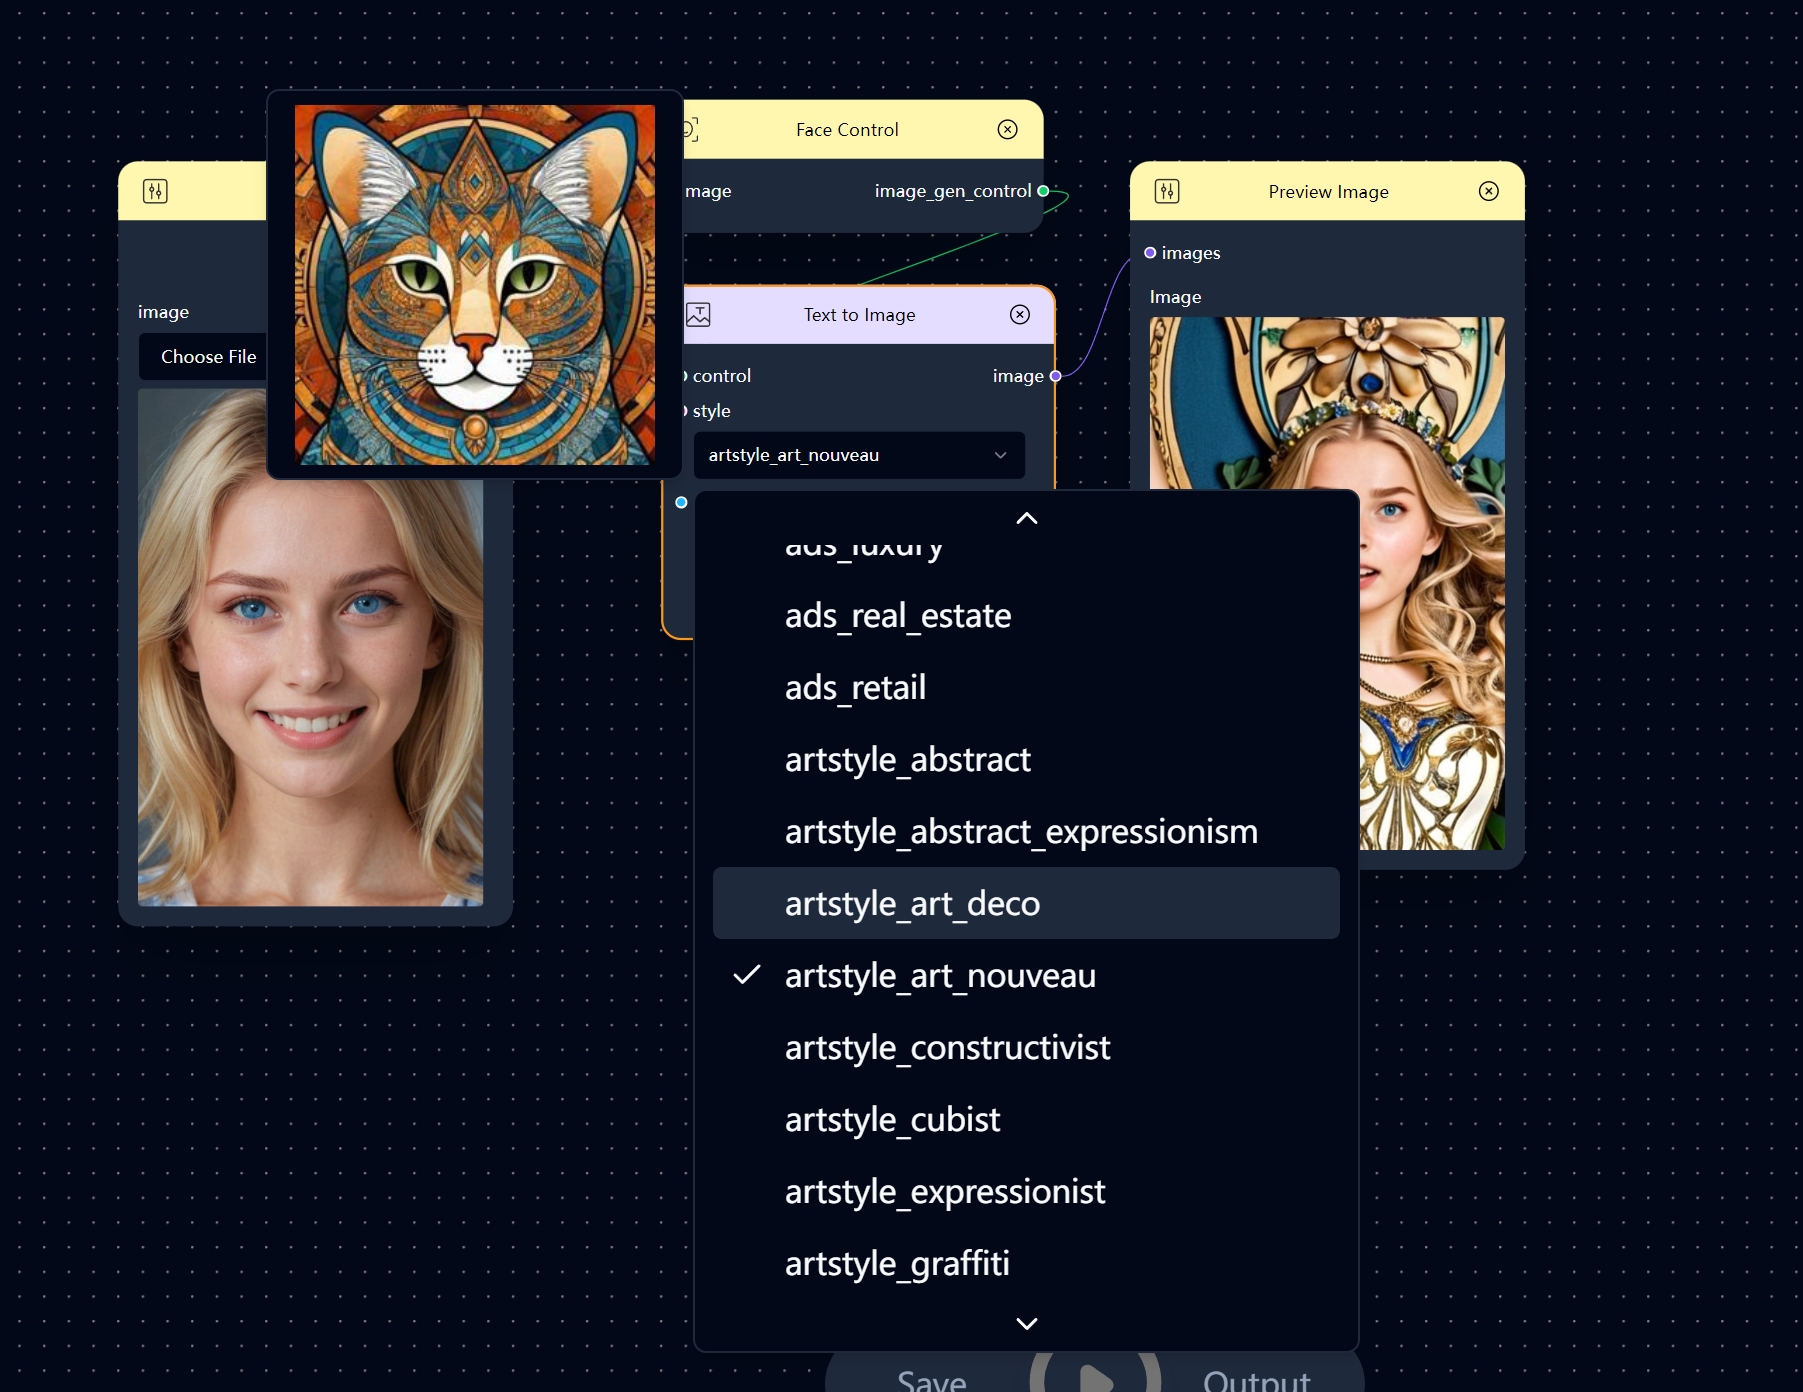 Face Control
mage
image_gen_control
Preview Image
images
Image
image
Choose File
Text to Image
control
image
style
artstyle_art_nouveau
ads_luxury
ads_real_estate
ads_retail
artstyle_abstract
artstyle_abstract_expressionism
artstyle_art_deco
artstyle_art_nouveau
artstyle_constructivist
artstyle_cubist
artstyle_expressionist
artstyle_graffiti
Save
Output